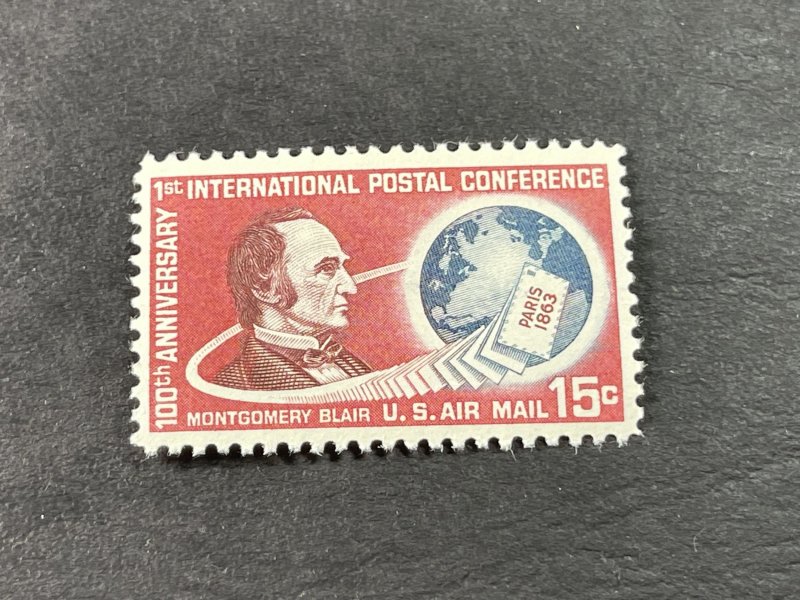 100th ANNIVERSARY
1st INTERNATIONAL POSTAL CONFERENCE
PARIS
1863
MONTGOMERY BLAIR U.S. AIR MAIL 15c